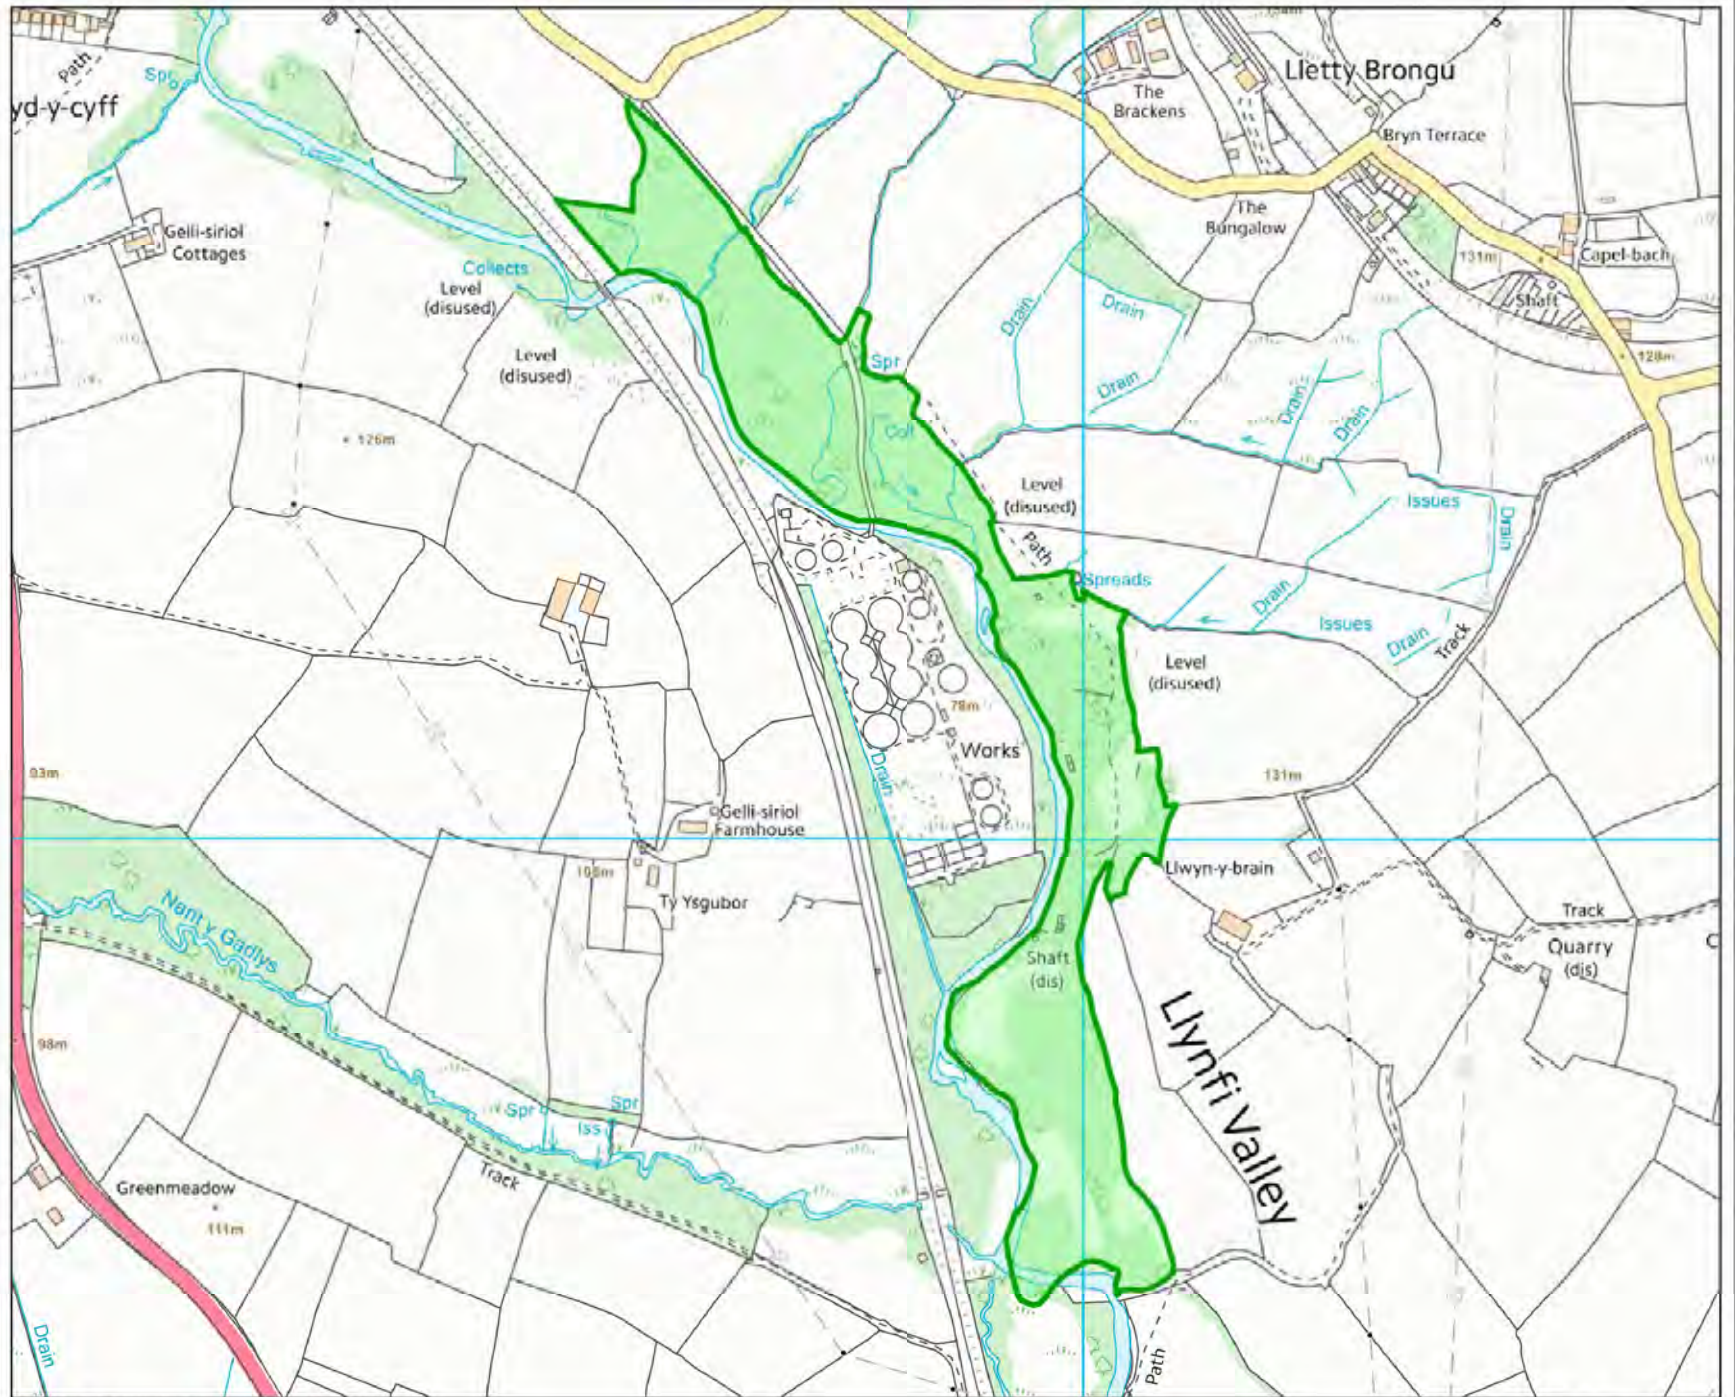 Path
Spr
yd-y-cyff
Lletty Brongu
The
Brackens
Bryn Terrace
Gelli-siriol
Cottages
The
Bungalow
131m
Capel-bach
Collects
Level
(disused)
Drain
Drain
Shaft
Level
(disused)
Spr
128m
Drain
Drain
Drain
126m
Level
(disused)
Issues
Drain
Path
Spreads
Drain
Issues
Drain
Track
Level
(disused)
78m
Works
Drain
93m
131m
Gelli-siriol
Farmhouse
Llwyn-y-brain
Ty Ysgubor
Track
Nant y Gadlys
Shaft
(dis)
Quarry
(dis)
C
Llynfi Valley
98m
Spr
Spr
Iss
Track
Greenmeadow
111m
Drain
Path